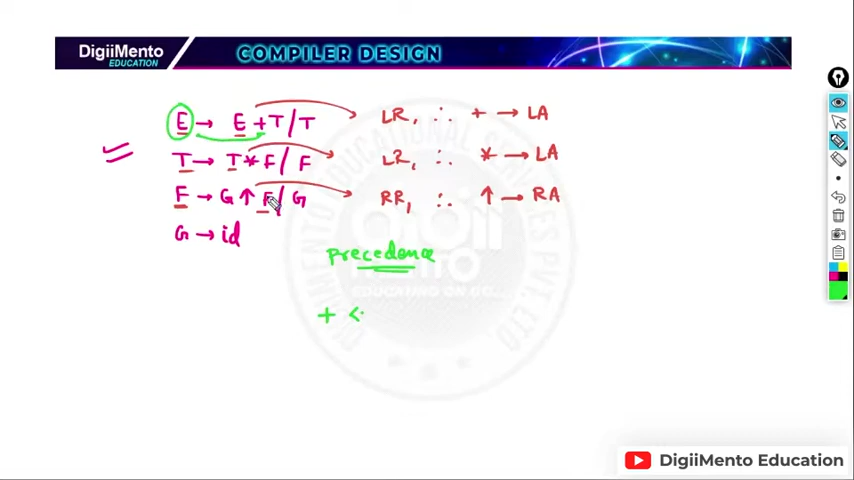 DigiiMento
EDUCATION
COMPILER DESIGN
E → E + T / T LR, ∴ + → LA
T → T * F / F LR, ∴ * → LA
F → G ↑ F / G RR, ∴ ↑ → RA
G → id
Precedence
+ <·
DigiiMento Education